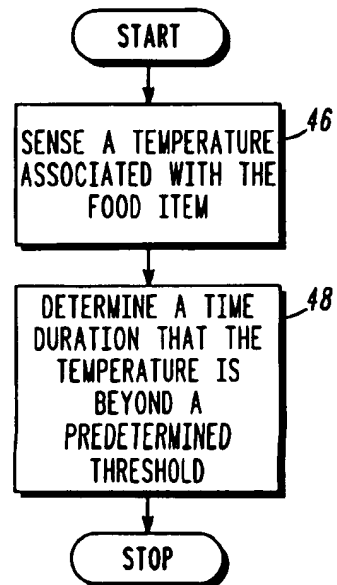 START
46
SENSE A TEMPERATURE
ASSOCIATED WITH THE
FOOD ITEM
48
DETERMINE A TIME
DURATION THAT THE
TEMPERATURE IS
BEYOND A
PREDETERMINED
THRESHOLD
STOP